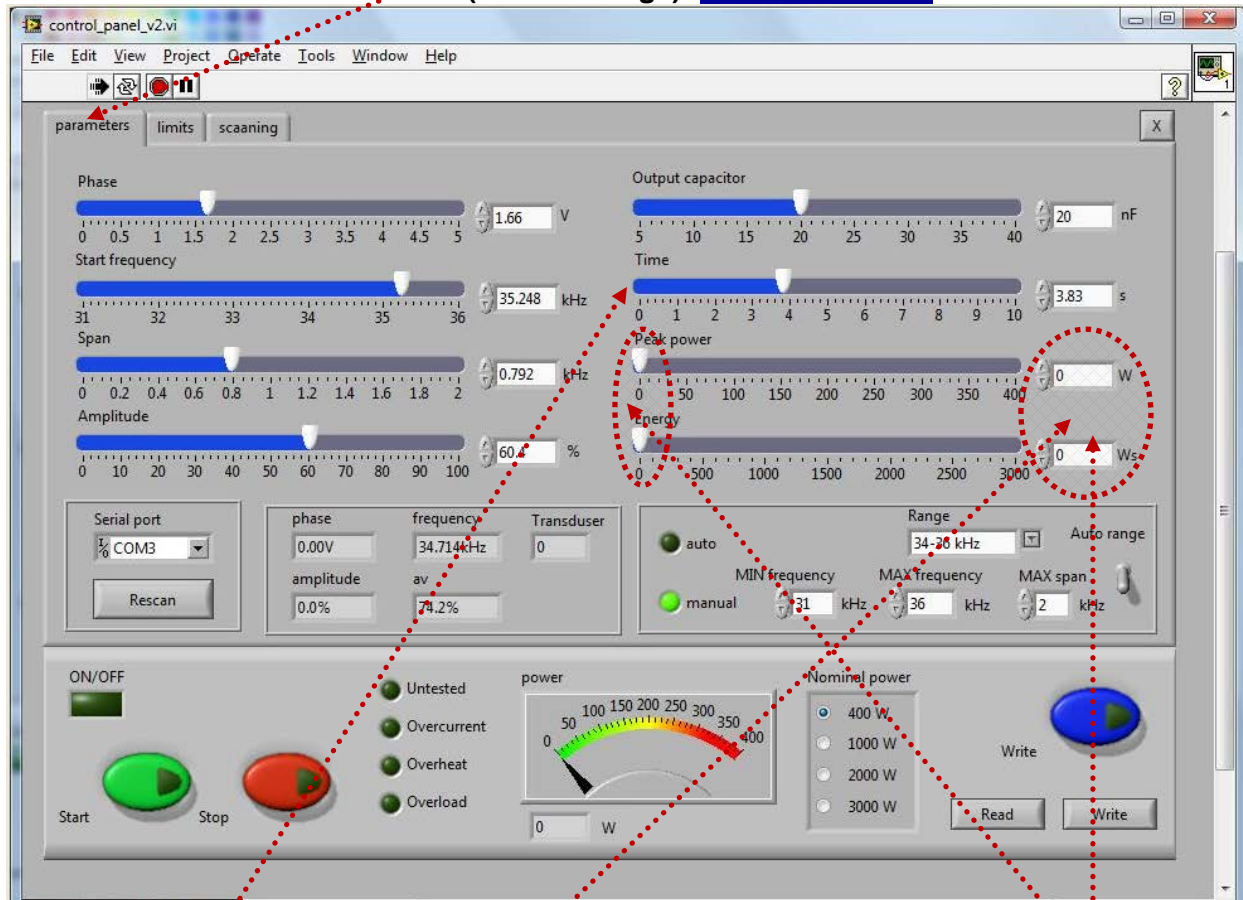 control_panel_v2.vi
File Edit View Project Operate Tools Window Help
parameters limits scaaning X
Phase
1.66 V
0 0.5 1 1.5 2 2.5 3 3.5 4 4.5 5
Start frequency
35.248 kHz
31 32 33 34 35 36
Span
0.792 kHz
0 0.2 0.4 0.6 0.8 1 1.2 1.4 1.6 1.8 2
Amplitude
60.4 %
0 10 20 30 40 50 60 70 80 90 100
Output capacitor
20 nF
5 10 15 20 25 30 35 40
Time
3.83 s
0 1 2 3 4 5 6 7 8 9 10
Peak power
0 W
0 50 100 150 200 250 300 350 400
Energy
0 Ws
0 500 1000 1500 1000 2000 2500 3000
Serial port
COM3
Rescan
phase frequency Transduser
0.00V 34.714kHz 0
amplitude av
0.0% 74.2%
auto
manual
Range
34-36 kHz
Auto range
MIN frequency MAX frequency MAX span
31 kHz 36 kHz 2 kHz
ON/OFF
Start Stop
Untested
Overcurrent
Overheat
Overload
power
0 50 100 150 200 250 300 350 400
0 W
Nominal power
400 W
1000 W
2000 W
3000 W
Write
Read Write